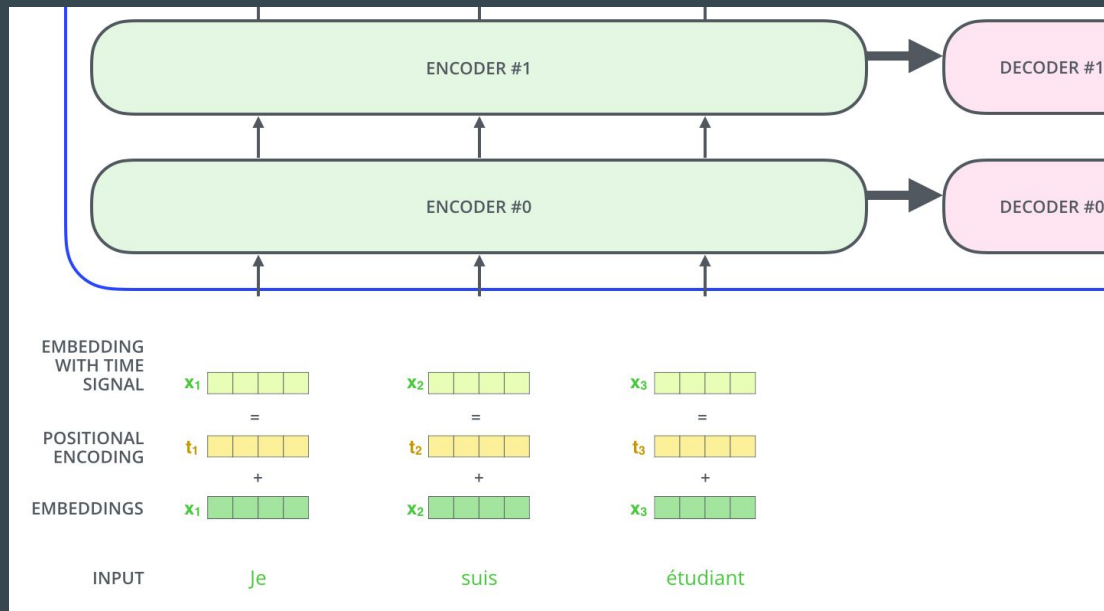 ENCODER #1
DECODER #1
ENCODER #0
DECODER #0
EMBEDDING
WITH TIME
SIGNAL
x₁ x₂ x₃
= = =
POSITIONAL
ENCODING
t₁ t₂ t₃
+ + +
EMBEDDINGS x₁ x₂ x₃
INPUT Je suis étudiant